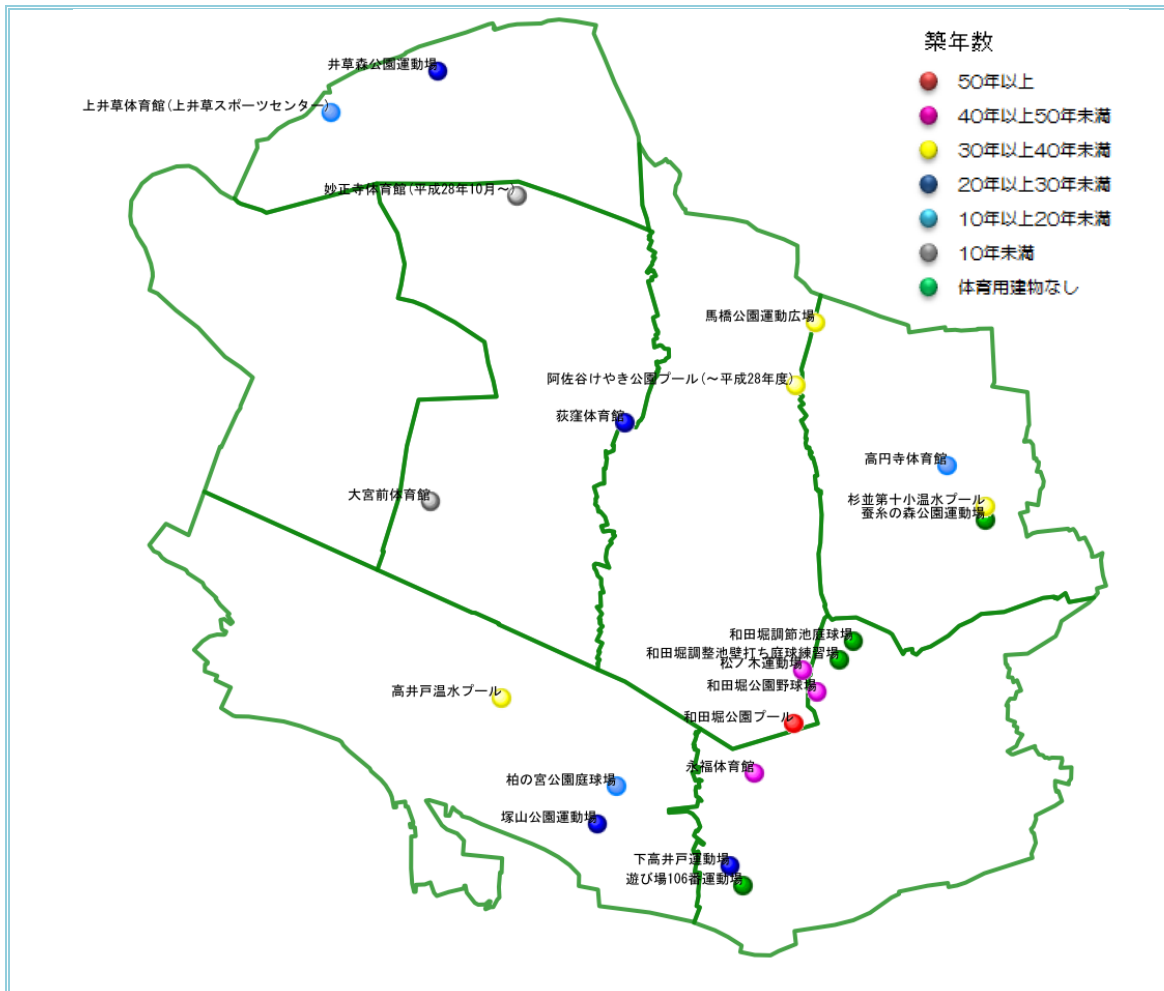 築年数
50年以上
40年以上50年未満
30年以上40年未満
20年以上30年未満
10年以上20年未満
10年未満
体育用建物なし
井草森公園運動場
上井草体育館(上井草スポーツセンター)
妙正寺体育館(平成28年10月～)
馬橋公園運動広場
阿佐谷けやき公園プール(～平成28年度)
荻窪体育館
高円寺体育館
大宮前体育館
杉並第十小温水プール
蚕糸の森公園運動場
和田堀調節池庭球場
和田堀調整池壁打ち庭球練習場
松ノ木運動場
和田堀公園野球場
高井戸温水プール
和田堀公園プール
永福体育館
柏の宮公園庭球場
塚山公園運動場
下高井戸運動場
遊び場106番運動場